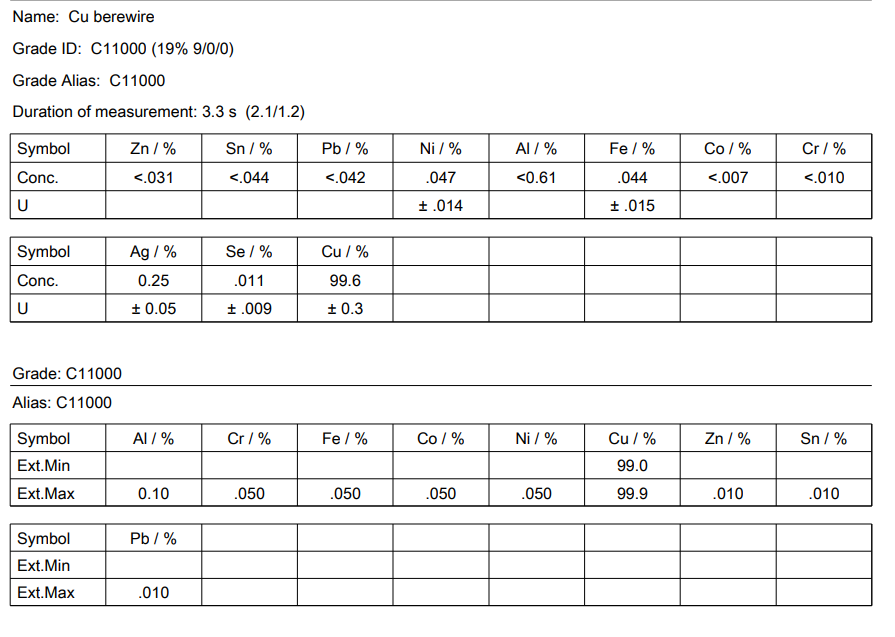 Name: Cu berewire
Grade ID: C11000 (19% 9/0/0)
Grade Alias: C11000
Duration of measurement: 3.3 s (2.1/1.2)
Symbol Zn / % Sn / % Pb / % Ni / % Al / % Fe / % Co / % Cr / %
Conc. <.031 <.044 <.042 .047 <0.61 .044 <.007 <.010
U ± .014 ± .015
Symbol Ag / % Se / % Cu / %
Conc. 0.25 .011 99.6
U ± 0.05 ± .009 ± 0.3
Grade: C11000
Alias: C11000
Symbol Al / % Cr / % Fe / % Co / % Ni / % Cu / % Zn / % Sn / %
Ext.Min 99.0
Ext.Max 0.10 .050 .050 .050 .050 99.9 .010 .010
Symbol Pb / %
Ext.Min
Ext.Max .010